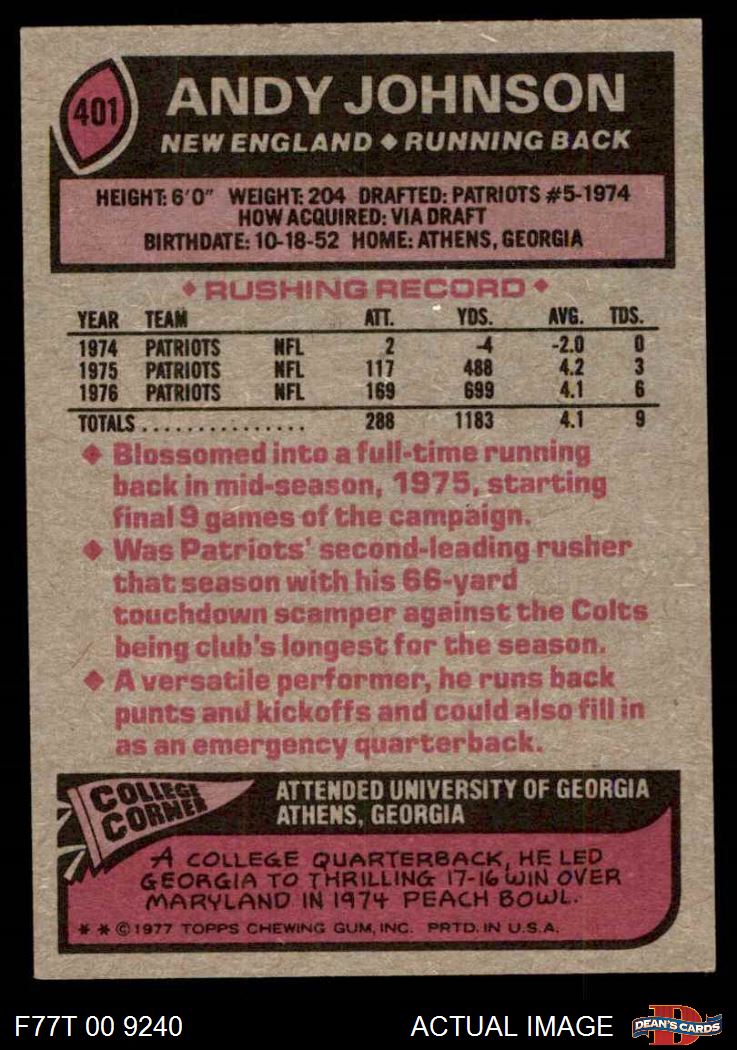 401
ANDY JOHNSON
NEW ENGLAND ♦ RUNNING BACK
HEIGHT: 6'0" WEIGHT: 204 DRAFTED: PATRIOTS #5-1974
HOW ACQUIRED: VIA DRAFT
BIRTHDATE: 10-18-52 HOME: ATHENS, GEORGIA
♦ RUSHING RECORD ♦
YEAR TEAM ATT. YDS. AVG. TDS.
1974 PATRIOTS NFL 2 -4 -2.0 0
1975 PATRIOTS NFL 117 488 4.2 3
1976 PATRIOTS NFL 169 699 4.1 6
TOTALS............... 288 1183 4.1 9
♦ Blossomed into a full-time running
back in mid-season, 1975, starting
final 9 games of the campaign.
♦ Was Patriots' second-leading rusher
that season with his 66-yard
touchdown scamper against the Colts
being club's longest for the season.
♦ A versatile performer, he runs back
punts and kickoffs and could also fill in
as an emergency quarterback.
COLLEGE
CORNER
ATTENDED UNIVERSITY OF GEORGIA
ATHENS, GEORGIA
A COLLEGE QUARTERBACK, HE LED
GEORGIA TO THRILLING 17-16 WIN OVER
MARYLAND IN 1974 PEACH BOWL.
* * © 1977 TOPPS CHEWING GUM, INC. PRTD. IN U.S.A.
F77T 00 9240 ACTUAL IMAGE
DEAN'S CARDS